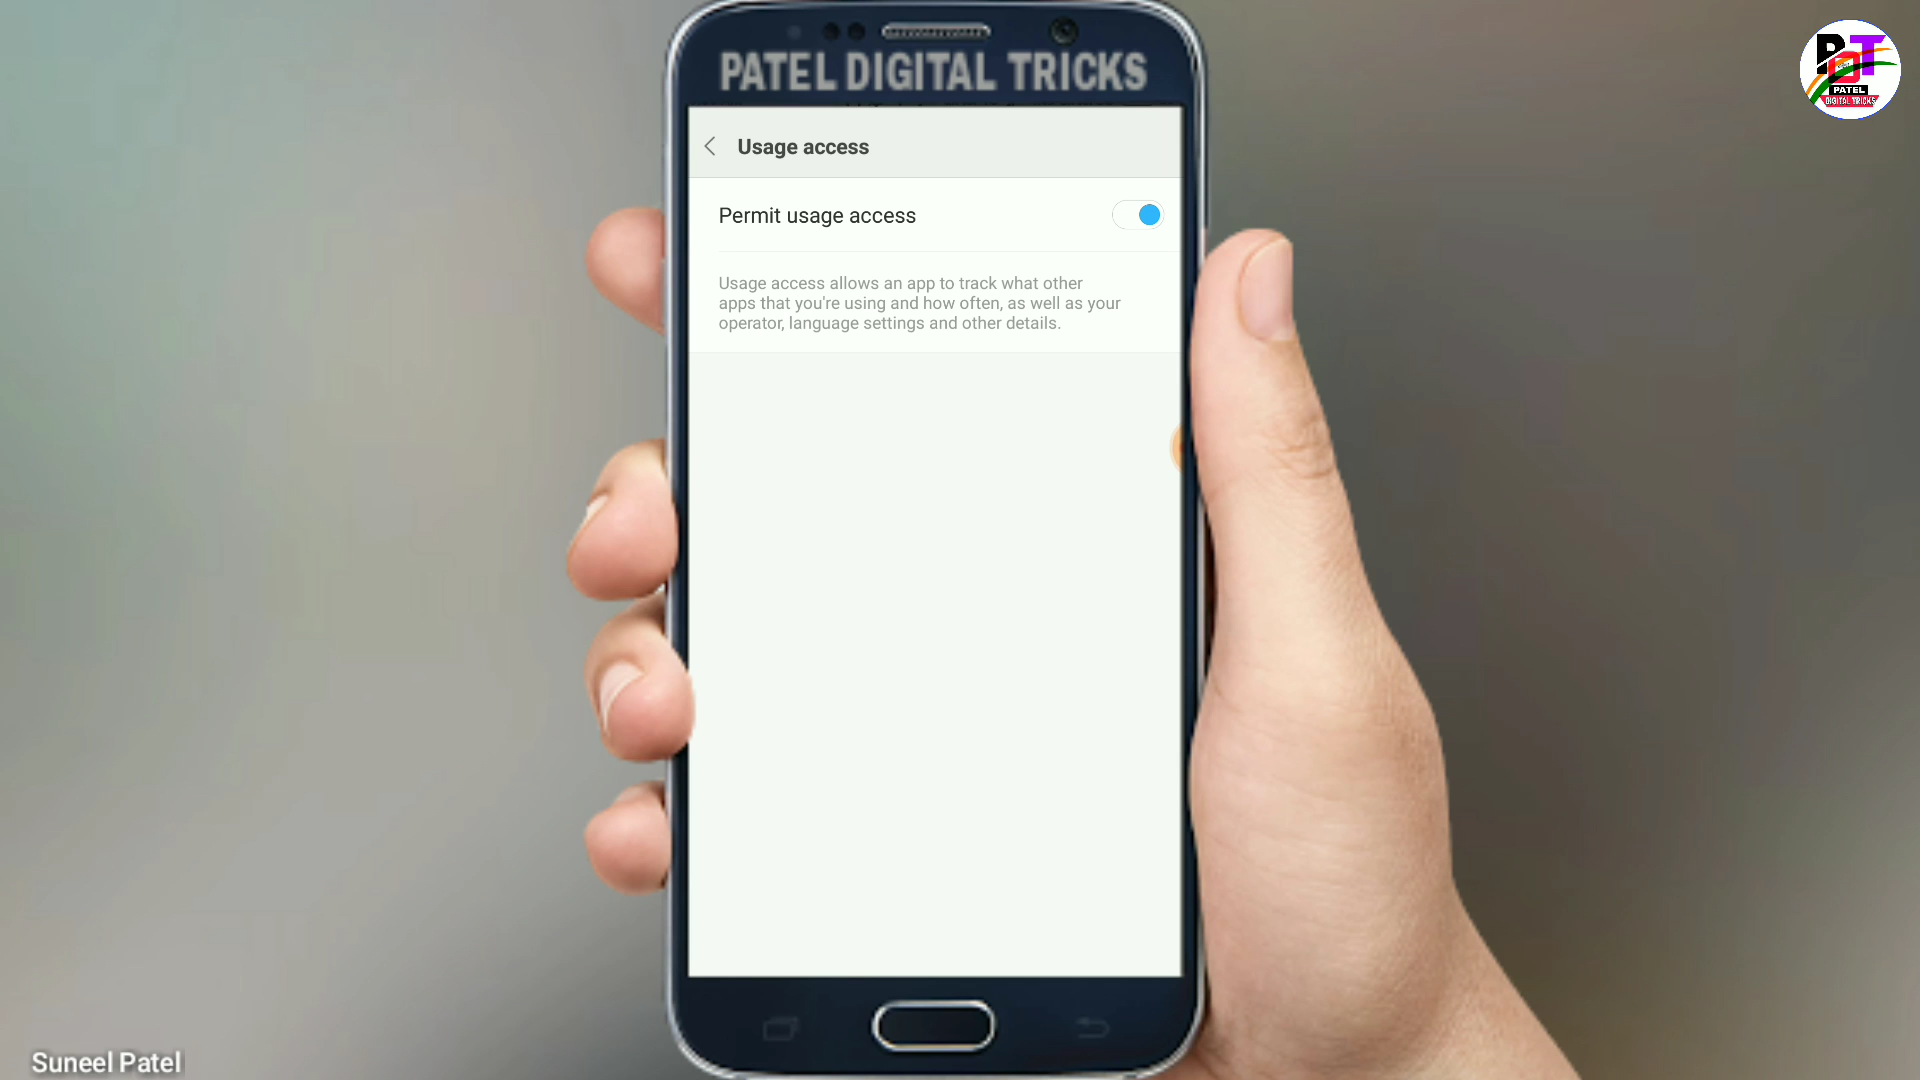 PATEL DIGITAL TRICKS
PDT
PATEL
DIGITAL TRICKS
Usage access
Permit usage access
Usage access allows an app to track what other
apps that you're using and how often, as well as your
operator, language settings and other details.
Suneel Patel